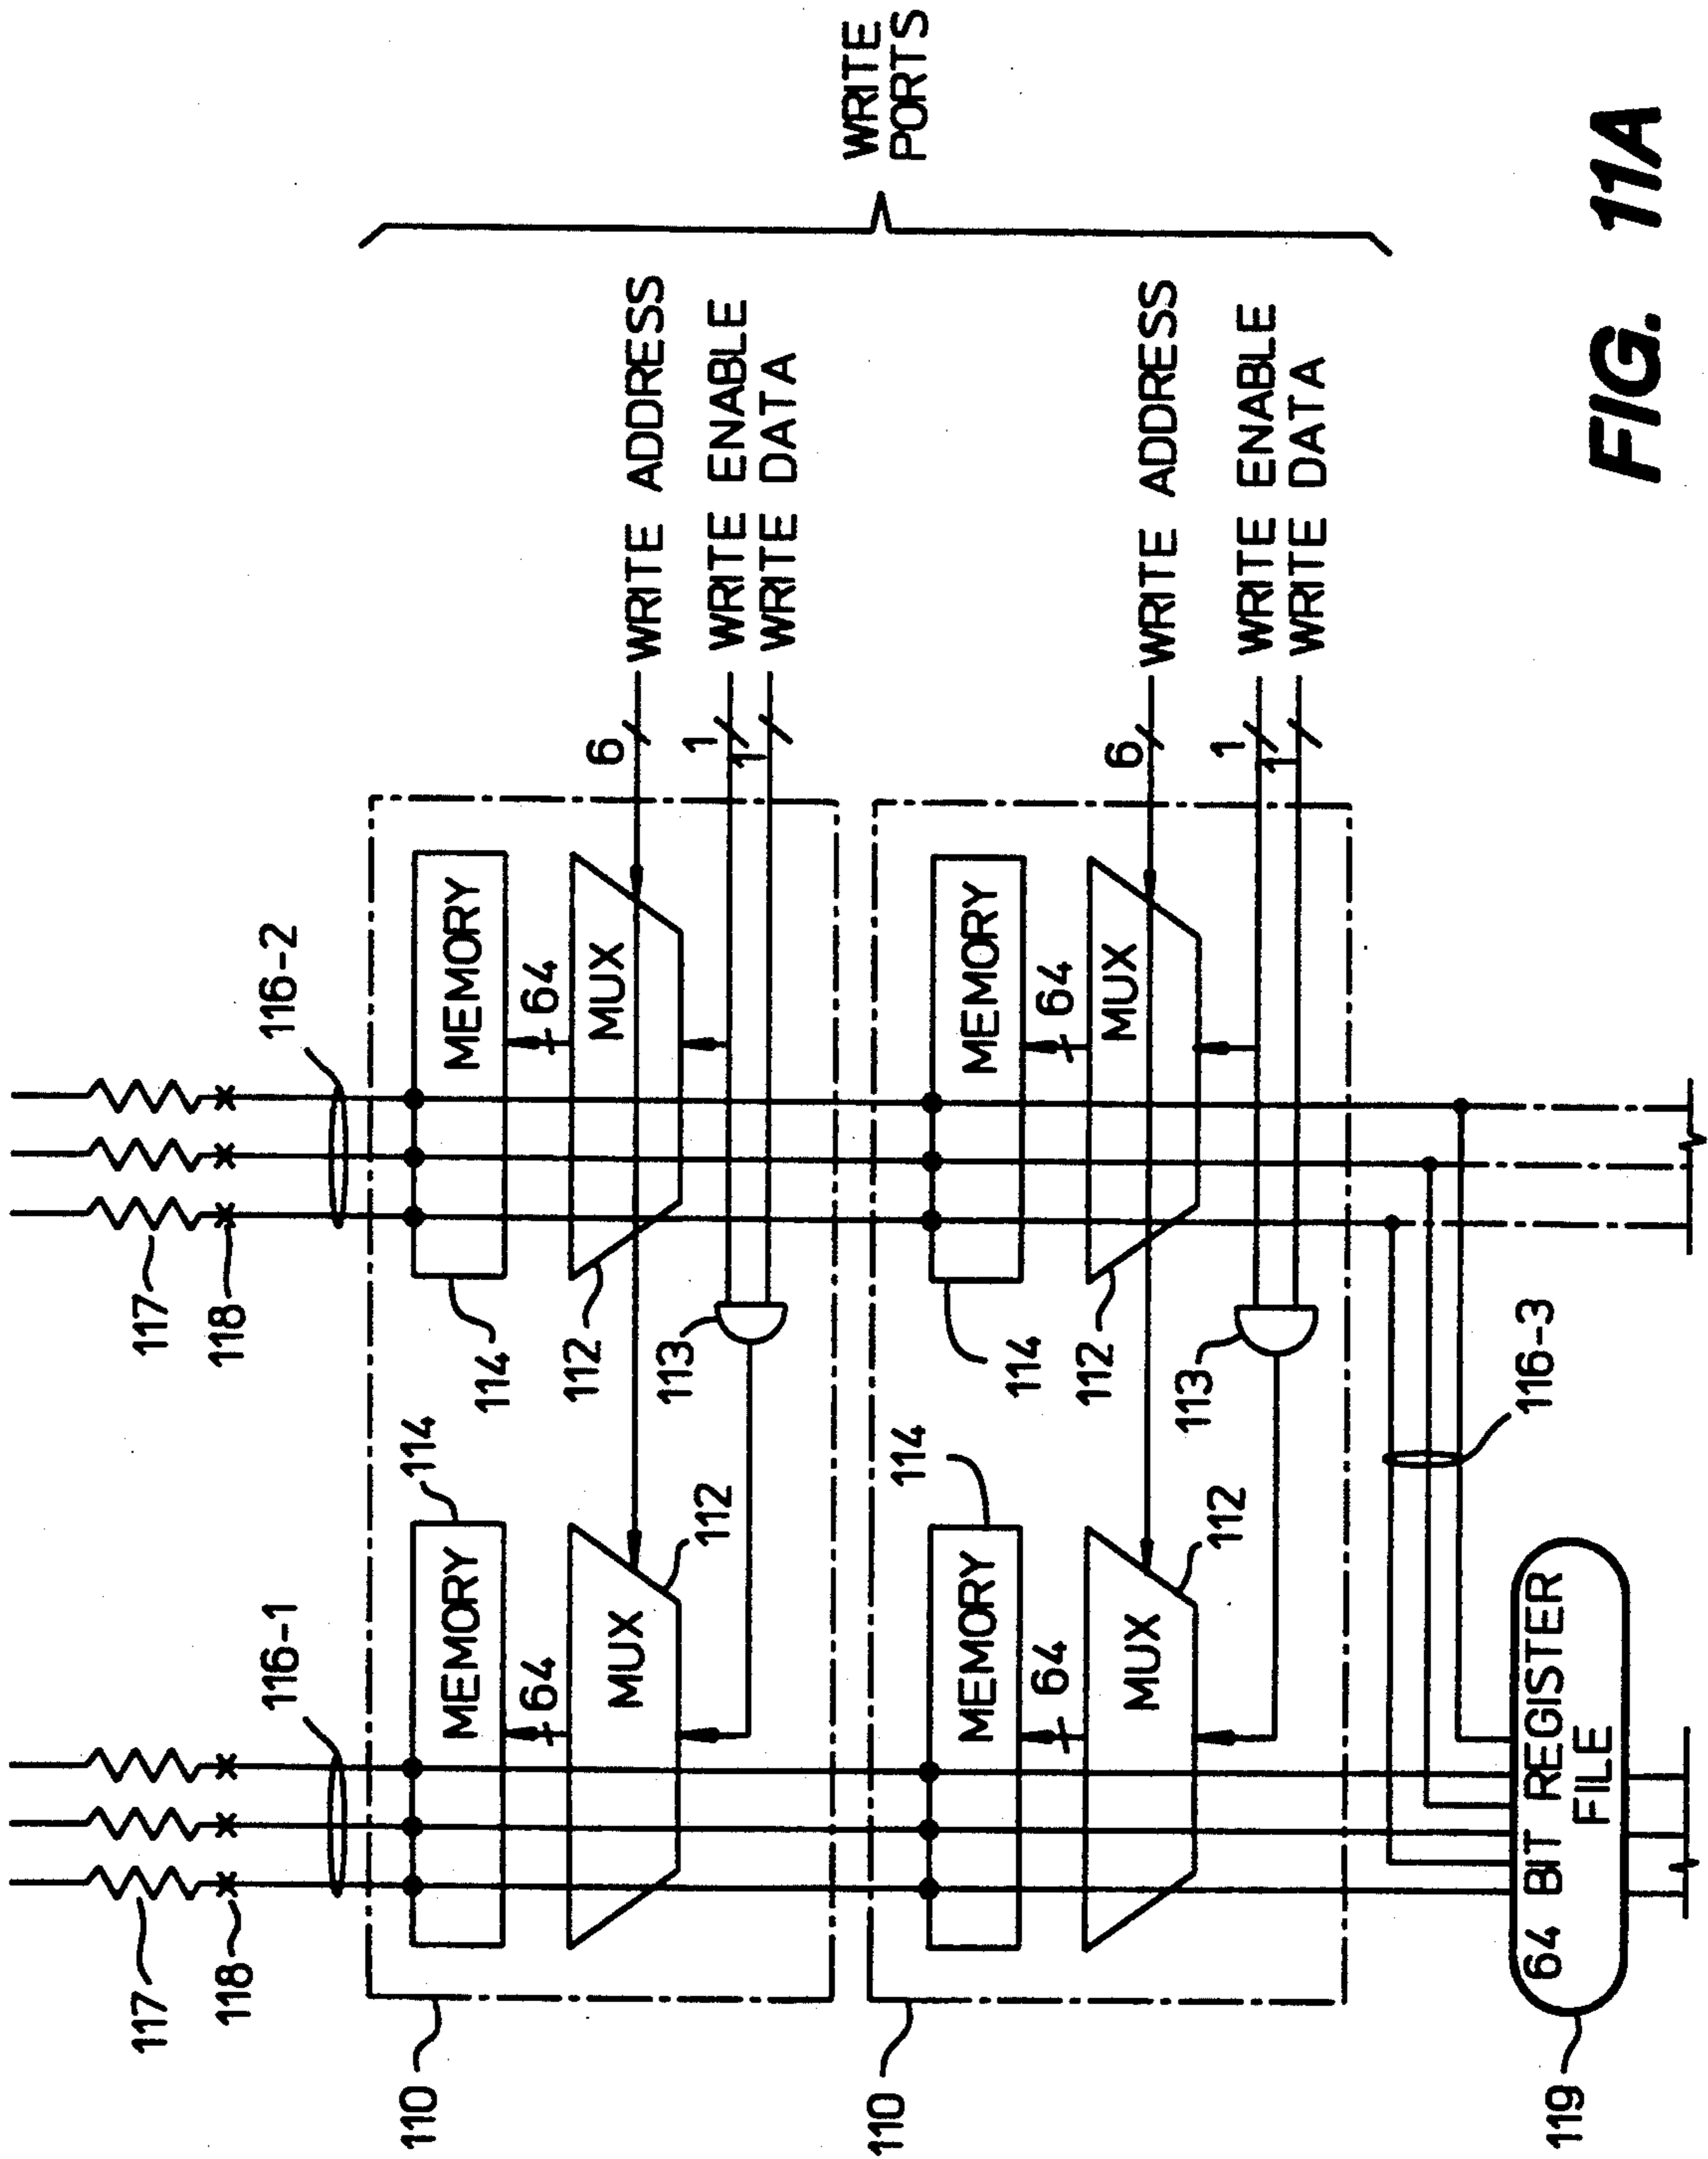 117
117
118
118
116-1
116-2
110
114
MEMORY
MEMORY
114
64
64
112
MUX
MUX
6
WRITE ADDRESS
113
112
1
WRITE ENABLE
1
WRITE DATA
WRITE
PORTS
110
114
MEMORY
MEMORY
114
64
64
112
MUX
MUX
6
WRITE ADDRESS
113
112
1
WRITE ENABLE
1
WRITE DATA
116-3
119
64 BIT REGISTER
FILE
FIG. 11A